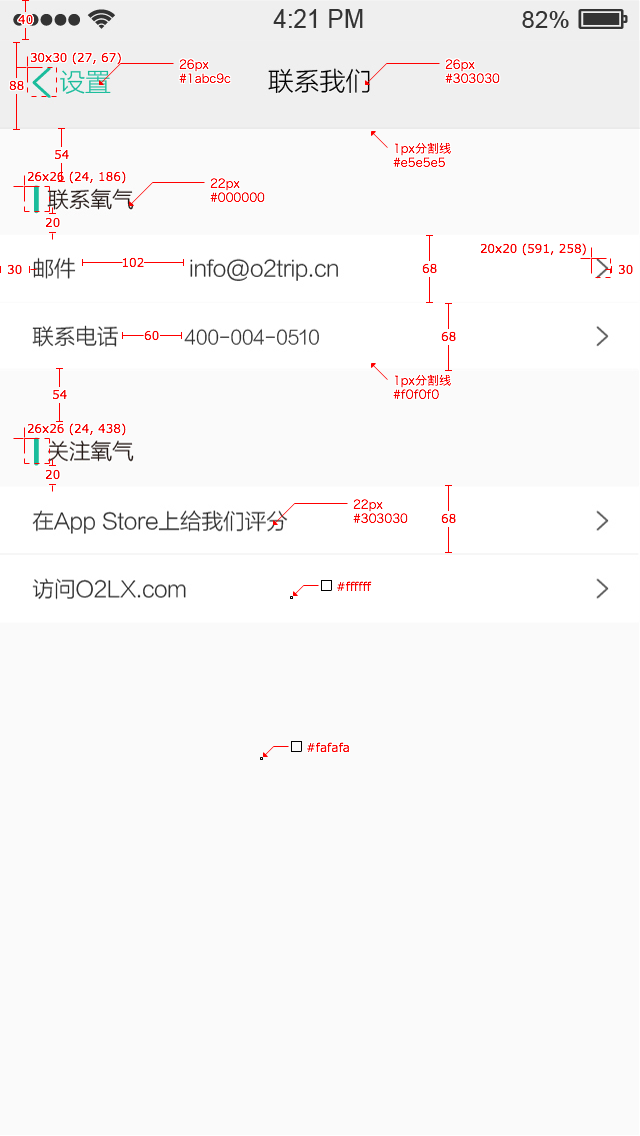 40
4:21 PM
82%
30x30 (27, 67)
26px
#1abc9c
26px
#303030
88
设置
联系我们
1px分割线
#e5e5e5
54
26x26 (24, 186)
22px
#000000
联系氧气
20
20x20 (591, 258)
30
邮件
102
info@o2trip.cn
68
30
联系电话
60
400-004-0510
68
1px分割线
#f0f0f0
54
26x26 (24, 438)
关注氧气
20
22px
#303030
在App Store上给我们评分
68
访问O2LX.com
#ffffff
#fafafa